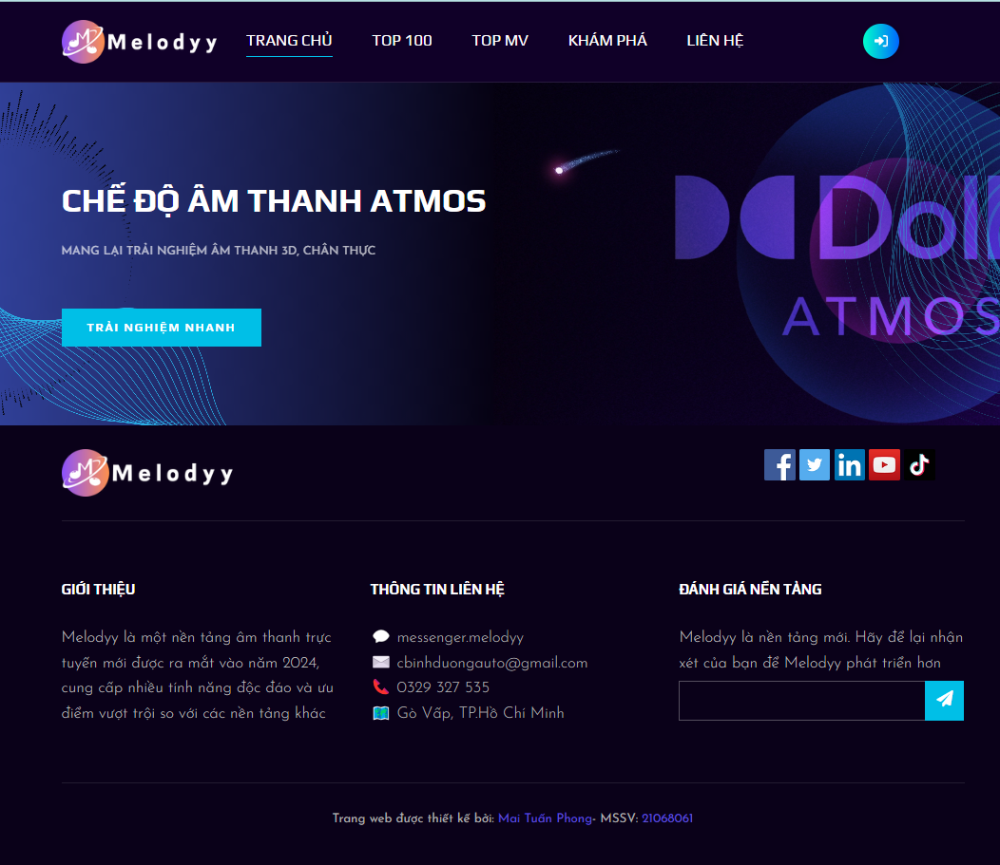 Melodyy
TRANG CHỦ
TOP 100
TOP MV
KHÁM PHÁ
LIÊN HỆ
CHẾ ĐỘ ÂM THANH ATMOS
MANG LẠI TRẢI NGHIỆM ÂM THANH 3D, CHÂN THỰC
TRẢI NGHIỆM NHANH
Doll
ATMOS
Melodyy
GIỚI THIỆU
Melodyy là một nền tảng âm thanh trực
tuyến mới được ra mắt vào năm 2024,
cung cấp nhiều tính năng độc đáo và ưu
điểm vượt trội so với các nền tảng khác
THÔNG TIN LIÊN HỆ
messenger.melodyy
cbinhduongauto@gmail.com
0329 327 535
Gò Vấp, TP.Hồ Chí Minh
ĐÁNH GIÁ NỀN TẢNG
Melodyy là nền tảng mới. Hãy để lại nhận
xét của bạn để Melodyy phát triển hơn
Trang web được thiết kế bởi: Mai Tuấn Phong- MSSV: 21068061